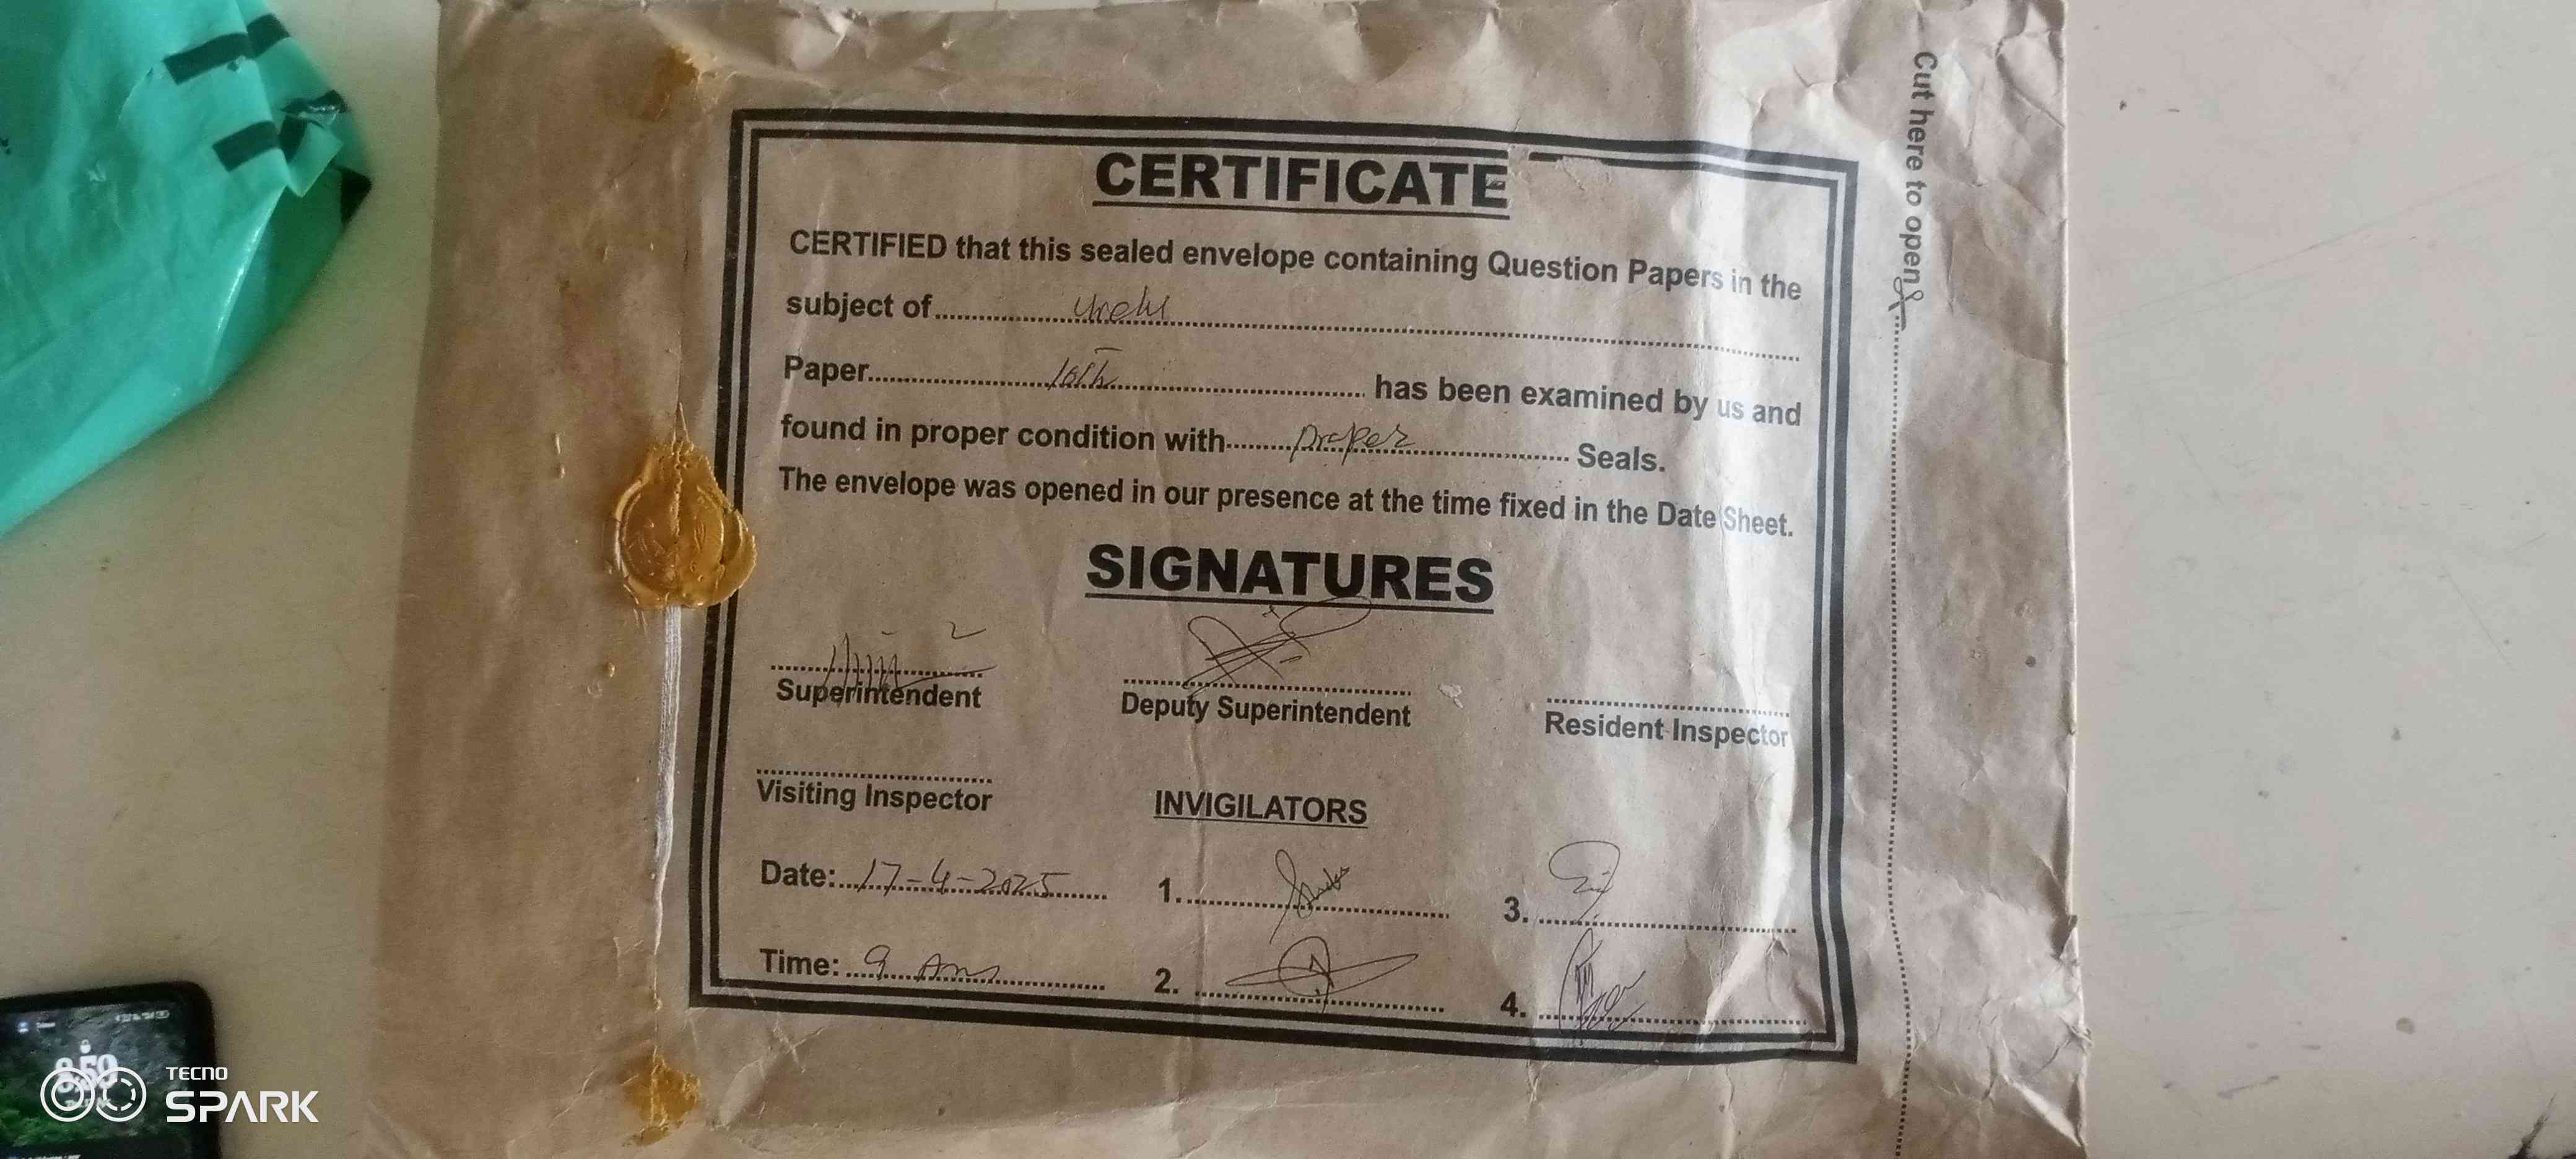 CERTIFICATE
CERTIFIED that this sealed envelope containing Question Papers in the
subject of urdu
Paper 10th has been examined by us and
found in proper condition with proper Seals.
The envelope was opened in our presence at the time fixed in the Date Sheet.
SIGNATURES
Superintendent Deputy Superintendent Resident Inspector
Visiting Inspector INVIGILATORS
Date: 17-4-2025 1. 3.
Time: 9 Am 2. 4.
Cut here to open
8:59
TECNO
SPARK